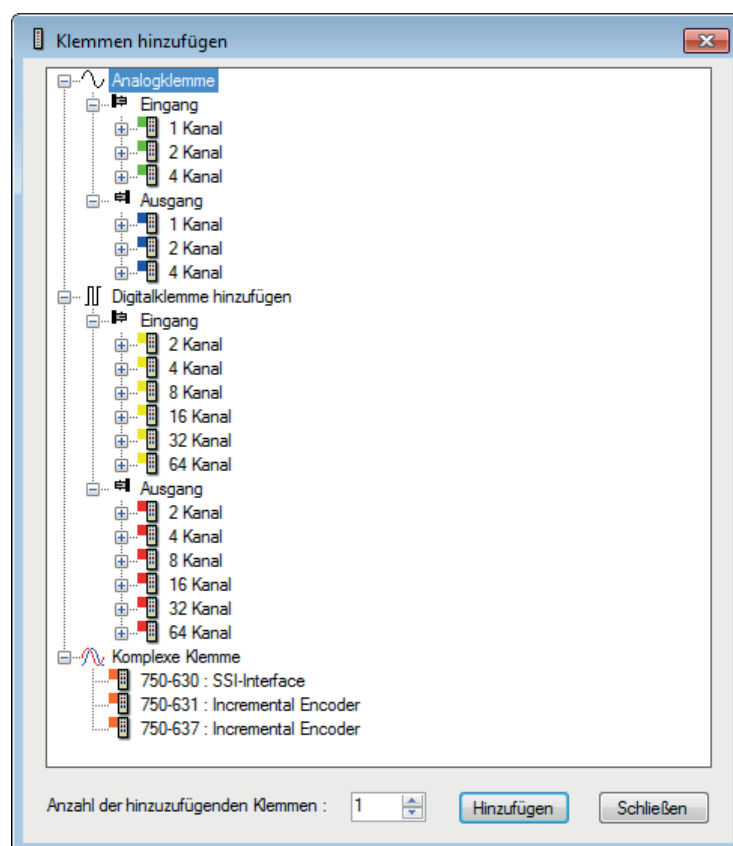 Klemmen hinzufügen
Analogklemme
Eingang
1 Kanal
2 Kanal
4 Kanal
Ausgang
1 Kanal
2 Kanal
4 Kanal
Digitalklemme hinzufügen
Eingang
2 Kanal
4 Kanal
8 Kanal
16 Kanal
32 Kanal
64 Kanal
Ausgang
2 Kanal
4 Kanal
8 Kanal
16 Kanal
32 Kanal
64 Kanal
Komplexe Klemme
750-630 : SSI-Interface
750-631 : Incremental Encoder
750-637 : Incremental Encoder
Anzahl der hinzuzufügenden Klemmen : 1 Hinzufügen Schließen